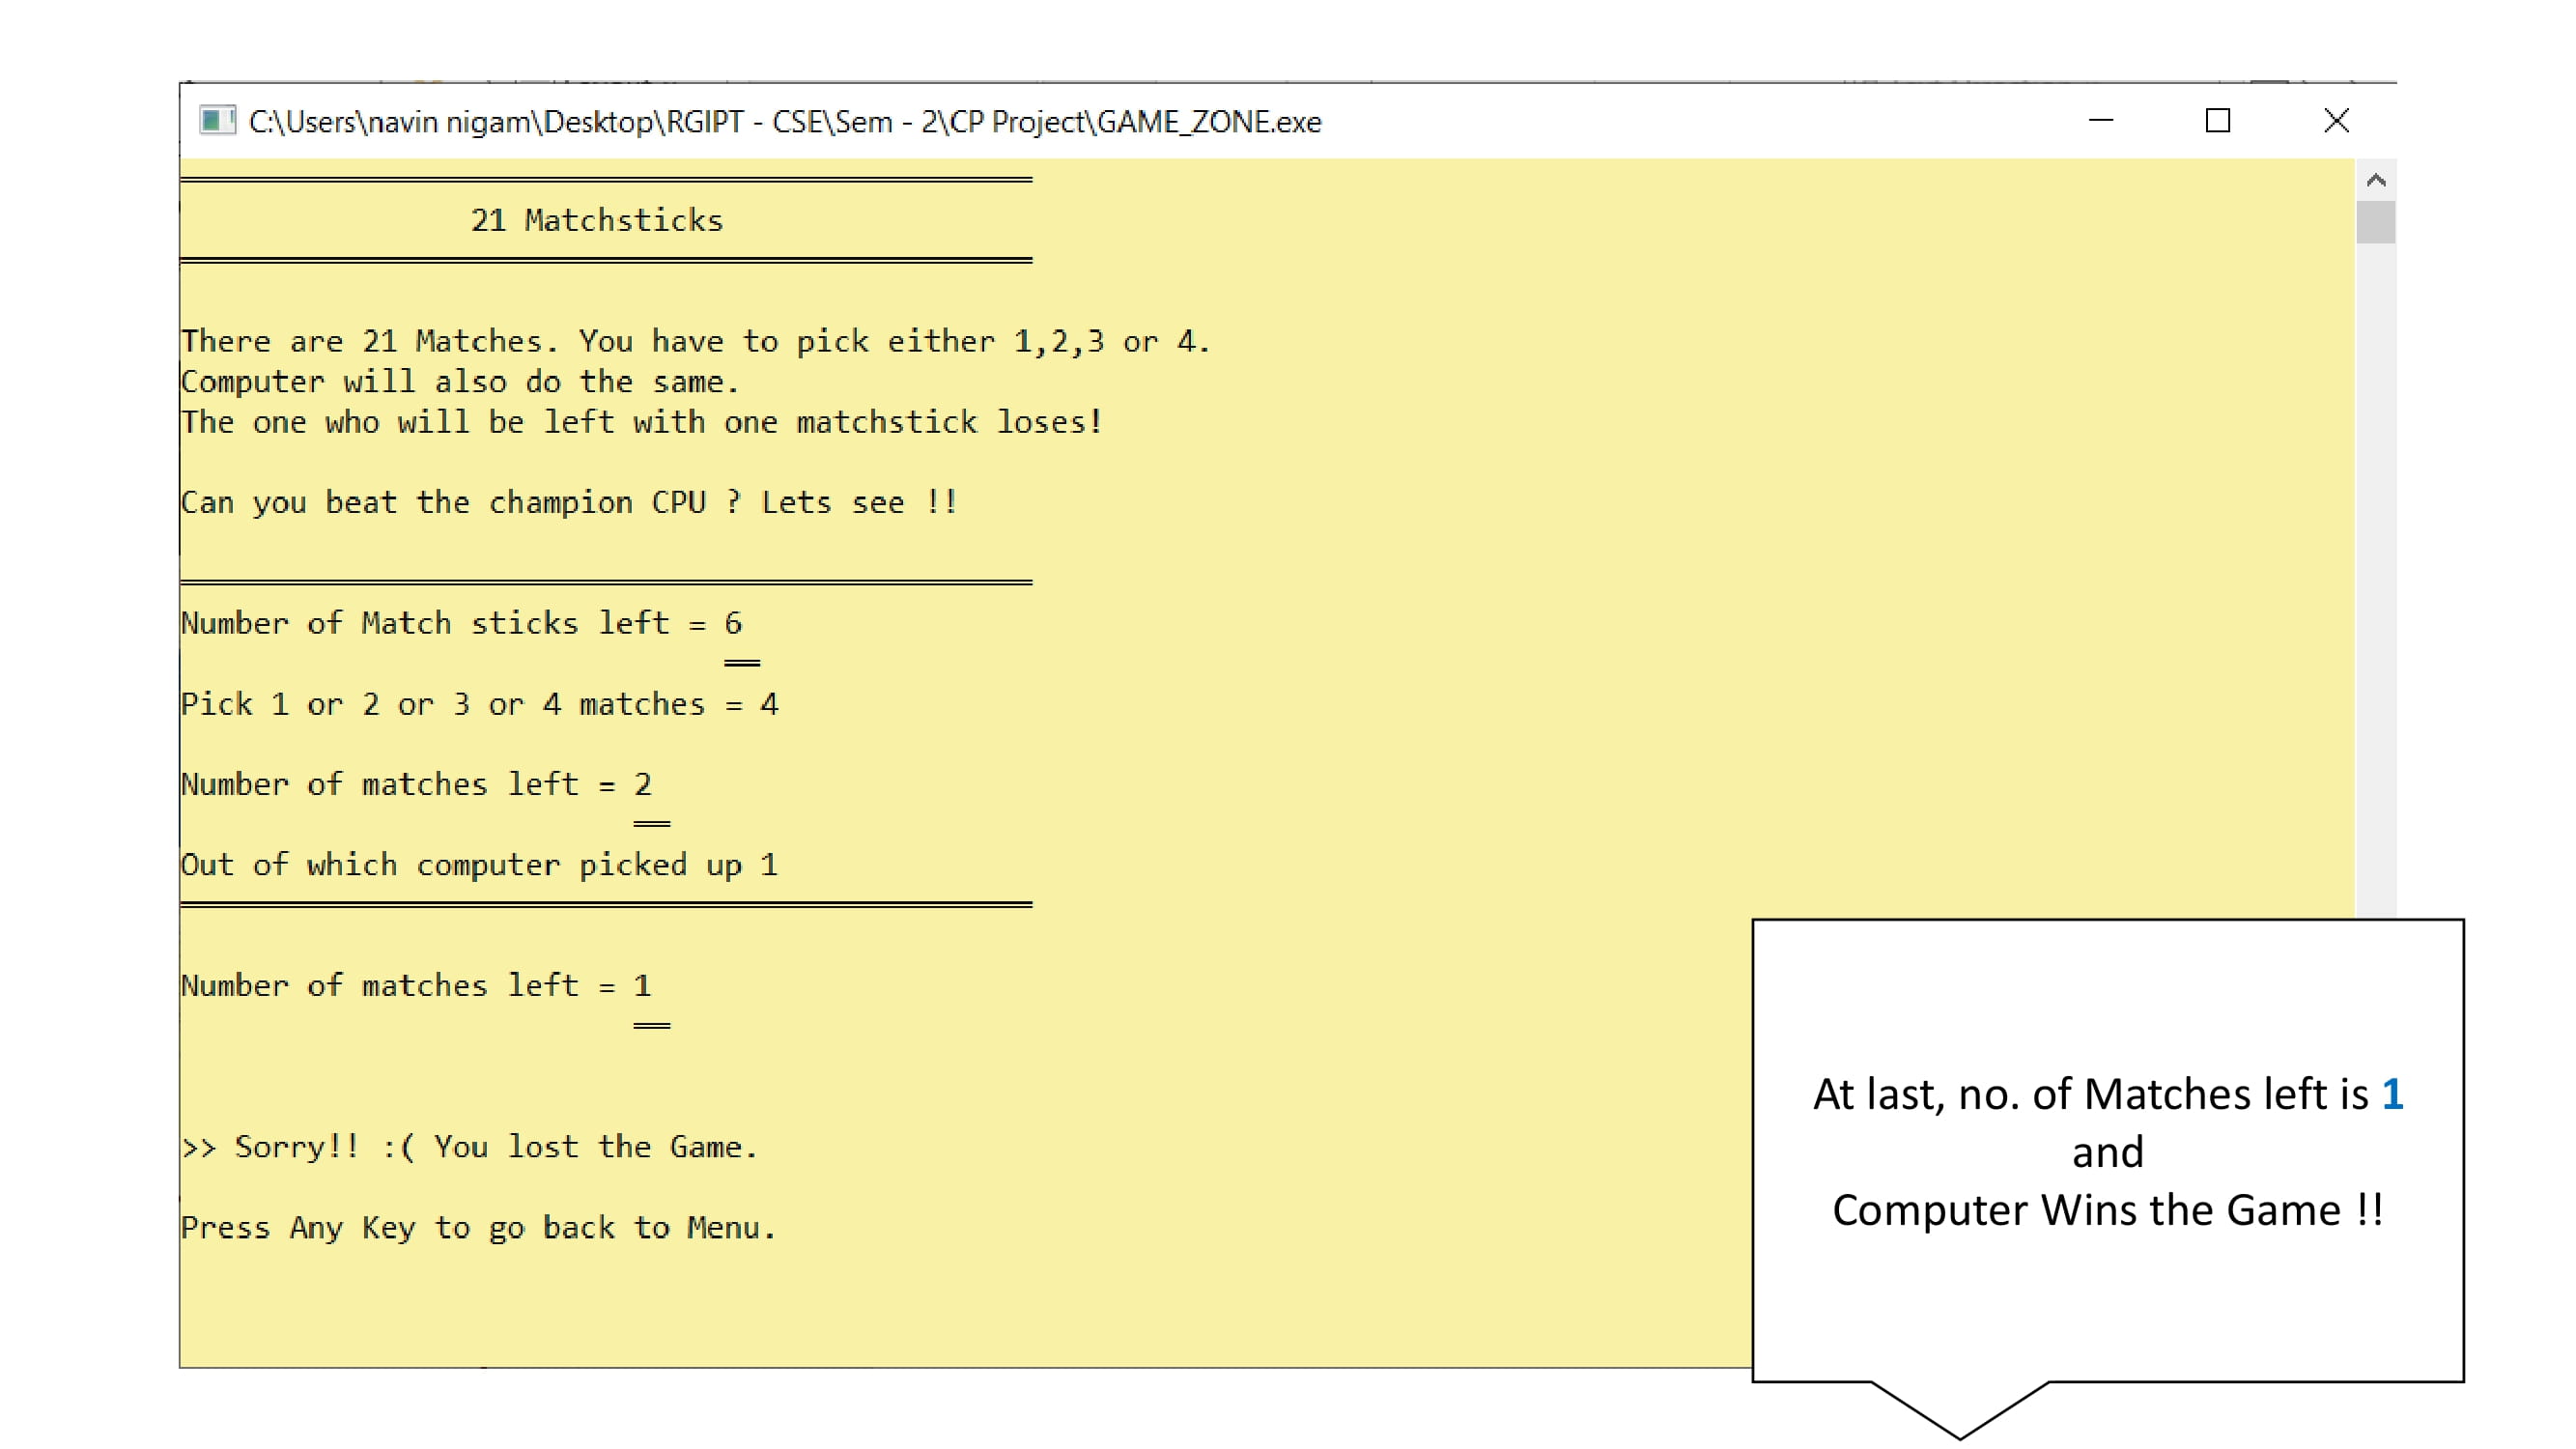 C:\Users\navin nigam\Desktop\RGIPT - CSE\Sem - 2\CP Project\GAME_ZONE.exe
21 Matchsticks
There are 21 Matches. You have to pick either 1,2,3 or 4.
Computer will also do the same.
The one who will be left with one matchstick loses!
Can you beat the champion CPU ? Lets see !!
Number of Match sticks left = 6
Pick 1 or 2 or 3 or 4 matches = 4
Number of matches left = 2
Out of which computer picked up 1
Number of matches left = 1
>> Sorry!! :( You lost the Game.
Press Any Key to go back to Menu.
At last, no. of Matches left is 1
and
Computer Wins the Game !!